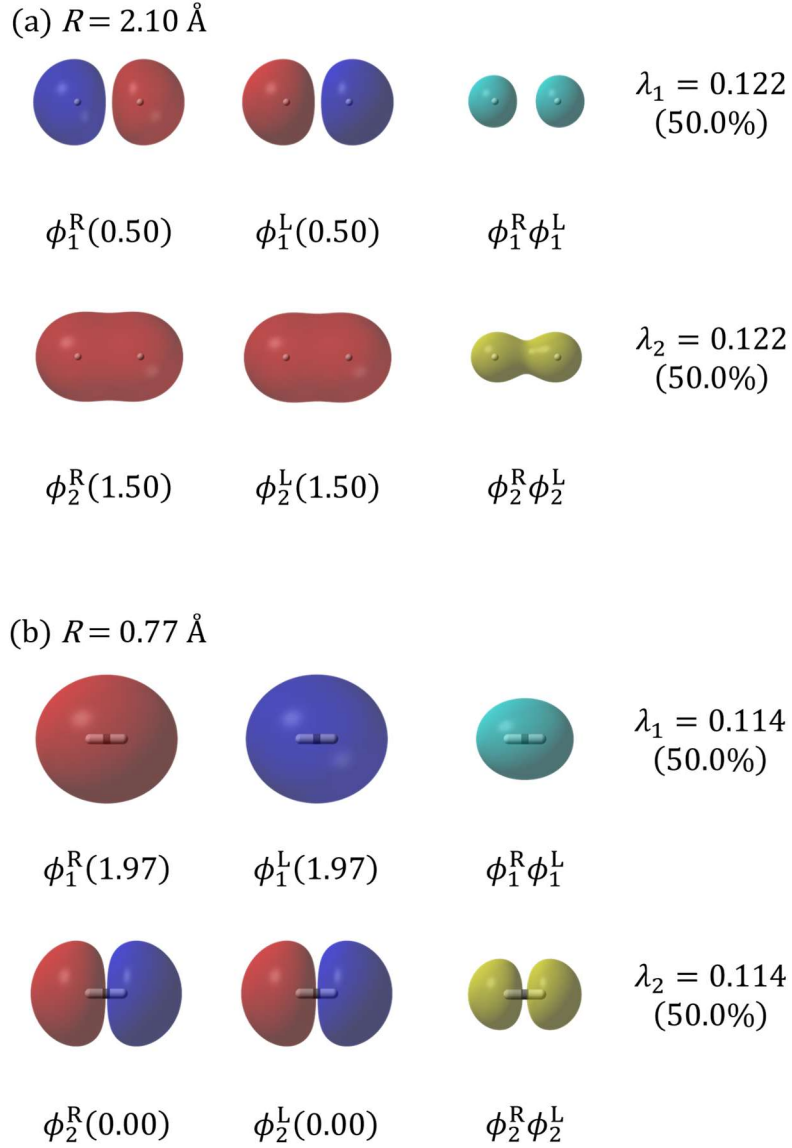 (a) R = 2.10 Å
λ₁ = 0.122
(50.0%)
ϕ₁ᴿ(0.50) ϕ₁ᴸ(0.50) ϕ₁ᴿϕ₁ᴸ
λ₂ = 0.122
(50.0%)
ϕ₂ᴿ(1.50) ϕ₂ᴸ(1.50) ϕ₂ᴿϕ₂ᴸ
(b) R = 0.77 Å
λ₁ = 0.114
(50.0%)
ϕ₁ᴿ(1.97) ϕ₁ᴸ(1.97) ϕ₁ᴿϕ₁ᴸ
λ₂ = 0.114
(50.0%)
ϕ₂ᴿ(0.00) ϕ₂ᴸ(0.00) ϕ₂ᴿϕ₂ᴸ